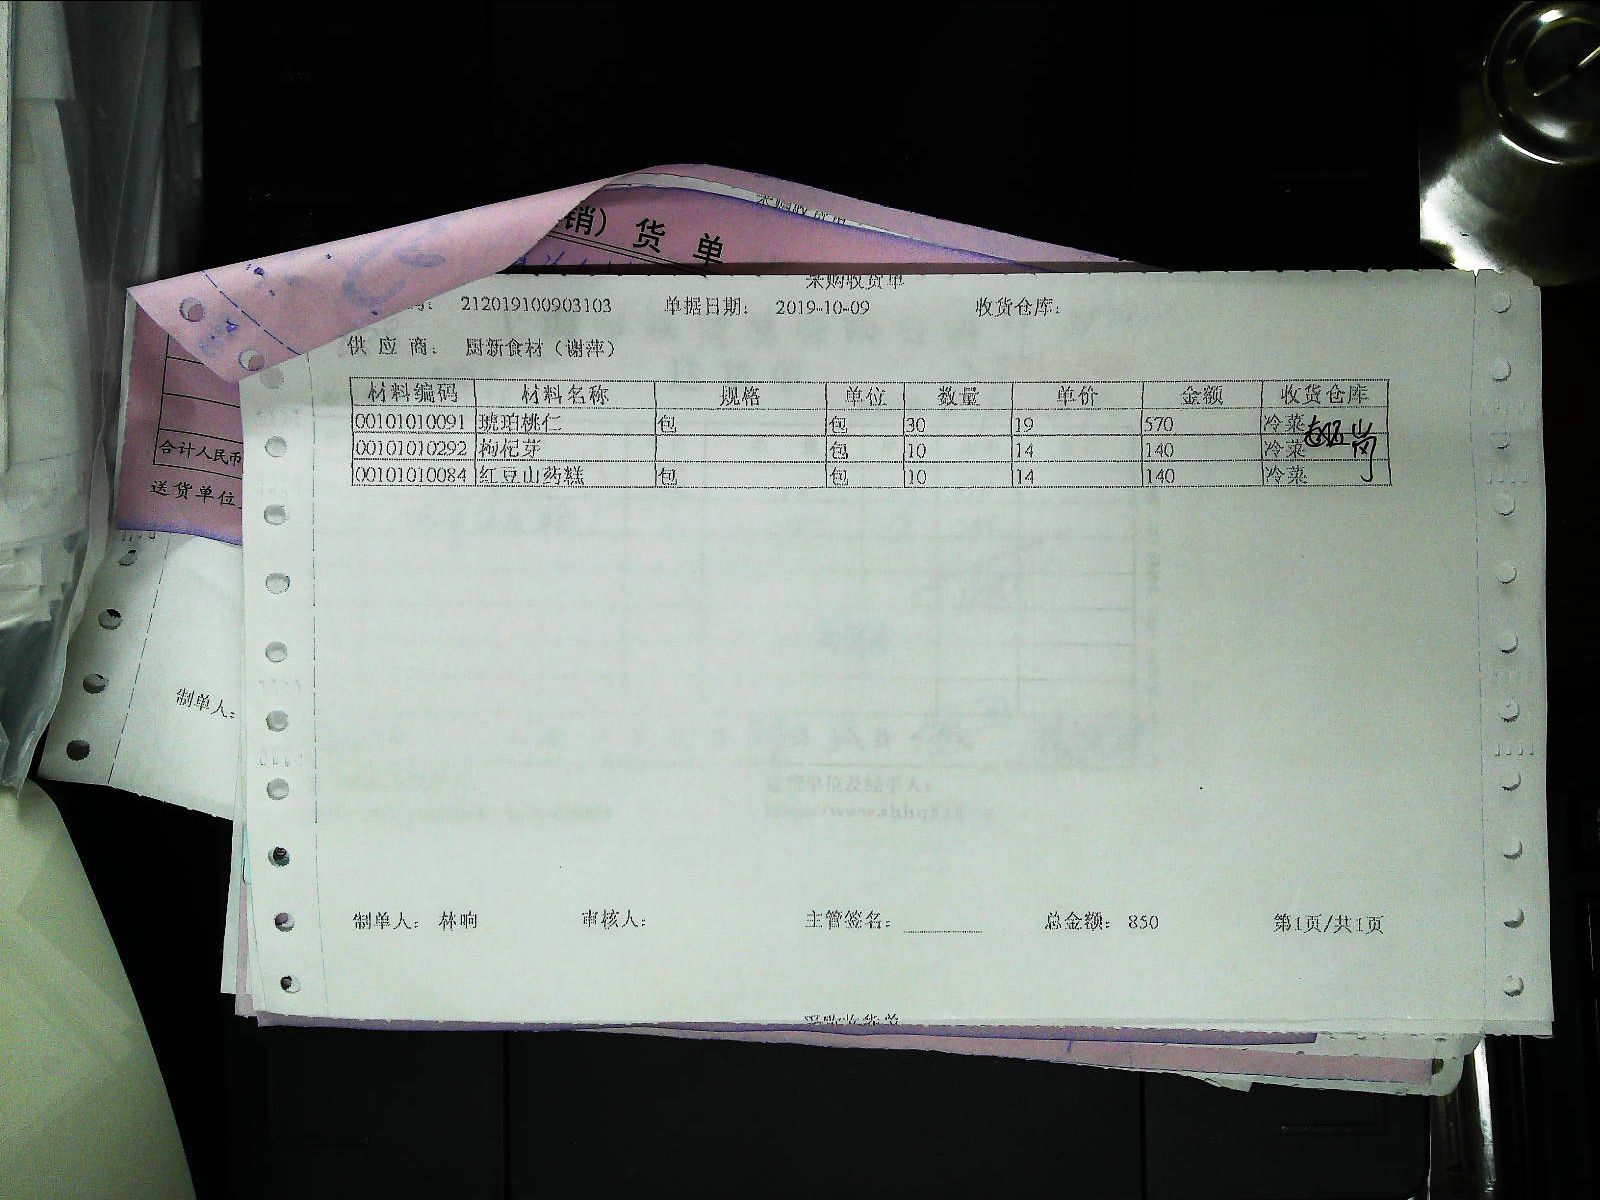 销）货 单
采购收货单
212019100903103 单据日期： 2019-10-09 收货仓库：
供 应 商： 厨新食材（谢萍）
材料编码 材料名称 规格 单位 数量 单价 金额 收货仓库
00101010091 琥珀桃仁 包 包 30 19 570 冷菜
00101010292 枸杞芽 包 10 14 140 冷菜
00101010084 红豆山药糕 包 包 10 14 140 冷菜
合计人民币
送货单位
制单人：
制单人： 林响 审核人： 主管签名： 总金额： 850 第1页/共1页
采购收货单